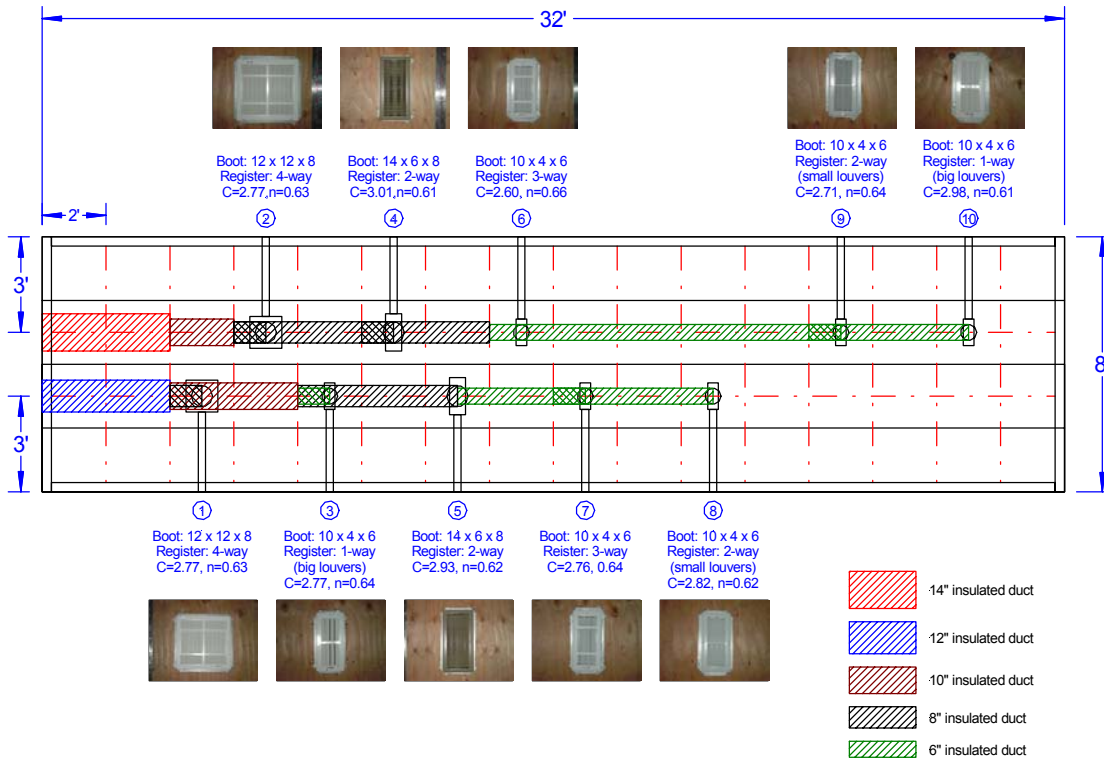 32'
Boot: 12 x 12 x 8
Register: 4-way
C=2.77,n=0.63
2
Boot: 14 x 6 x 8
Register: 2-way
C=3.01,n=0.61
4
Boot: 10 x 4 x 6
Register: 3-way
C=2.60, n=0.66
6
Boot: 10 x 4 x 6
Register: 2-way
(small louvers)
C=2.71, n=0.64
9
Boot: 10 x 4 x 6
Register: 1-way
(big louvers)
C=2.98, n=0.61
10
2'
3'
3'
8
1
Boot: 12 x 12 x 8
Register: 4-way
C=2.77, n=0.63
3
Boot: 10 x 4 x 6
Register: 1-way
(big louvers)
C=2.77, n=0.64
5
Boot: 14 x 6 x 8
Register: 2-way
C=2.93, n=0.62
7
Boot: 10 x 4 x 6
Reister: 3-way
C=2.76, 0.64
8
Boot: 10 x 4 x 6
Register: 2-way
(small louvers)
C=2.82, n=0.62
14" insulated duct
12" insulated duct
10" insulated duct
8" insulated duct
6" insulated duct